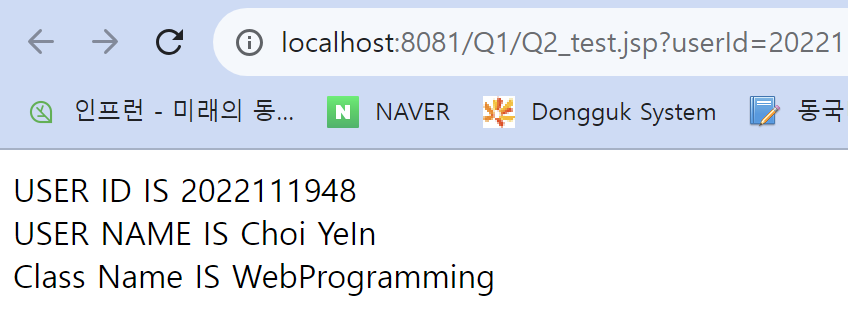 localhost:8081/Q1/Q2_test.jsp?userId=20221
인프런 - 미래의 동... NAVER Dongguk System 동국
USER ID IS 2022111948
USER NAME IS Choi YeIn
Class Name IS WebProgramming